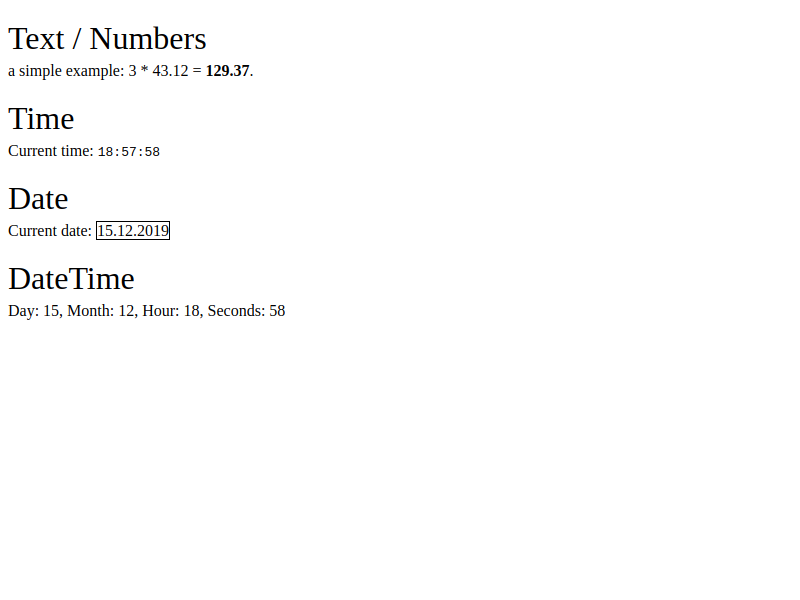 Text / Numbers
a simple example: 3 * 43.12 = 129.37.
Time
Current time: 18:57:58
Date
Current date: 15.12.2019
DateTime
Day: 15, Month: 12, Hour: 18, Seconds: 58